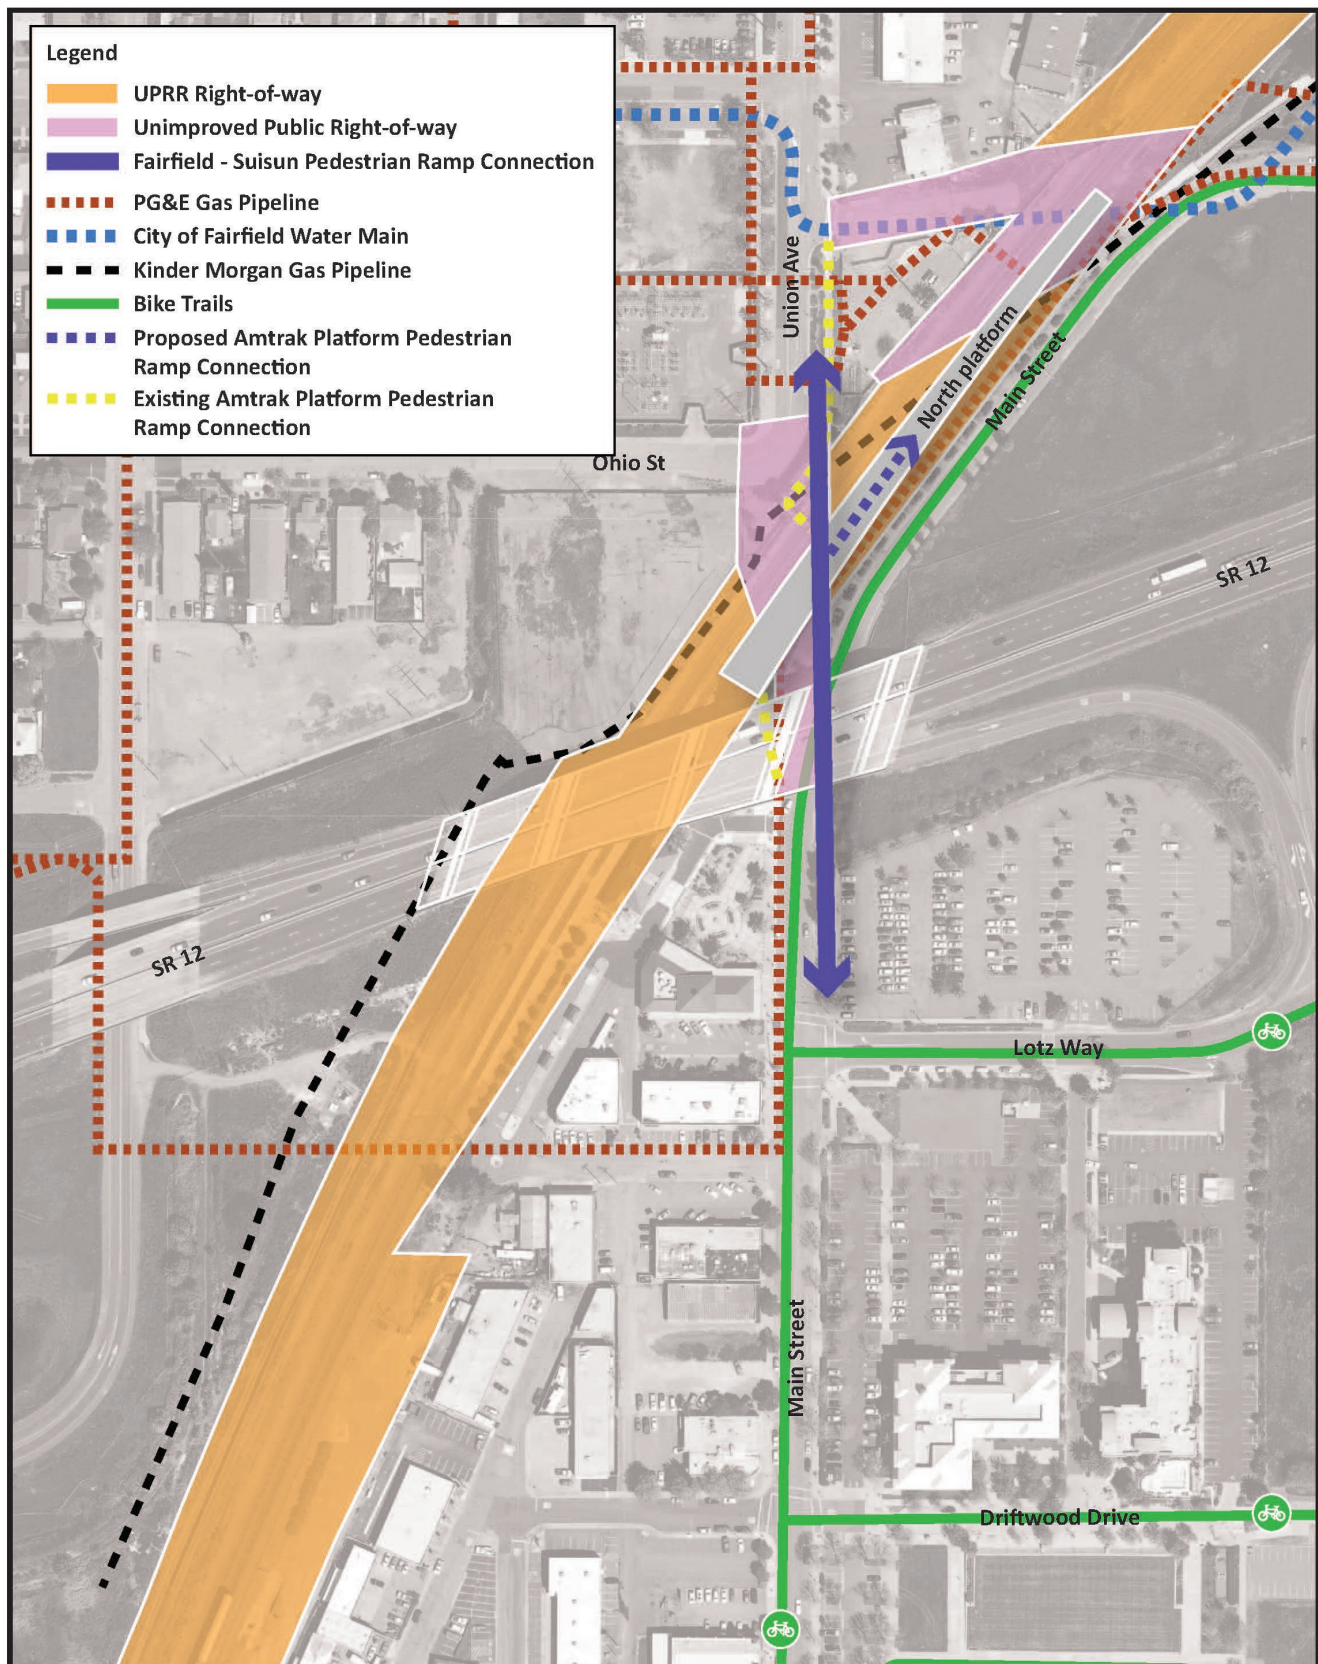 Legend
UPRR Right-of-way
Unimproved Public Right-of-way
Fairfield - Suisun Pedestrian Ramp Connection
PG&E Gas Pipeline
City of Fairfield Water Main
Kinder Morgan Gas Pipeline
Bike Trails
Proposed Amtrak Platform Pedestrian
Ramp Connection
Existing Amtrak Platform Pedestrian
Ramp Connection
Union Ave
North platform
Main Street
Ohio St
SR 12
SR 12
Lotz Way
Main Street
Driftwood Drive